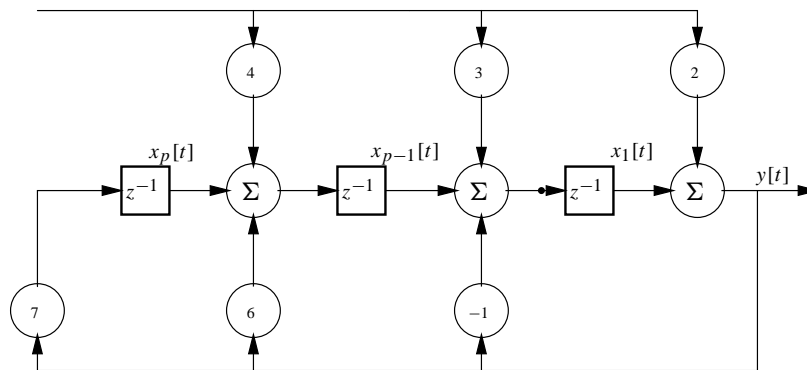 4 3 2
x_p[t] x_{p−1}[t] x_1[t] y[t]
z^{−1} Σ z^{−1} Σ z^{−1} Σ
7 6 −1